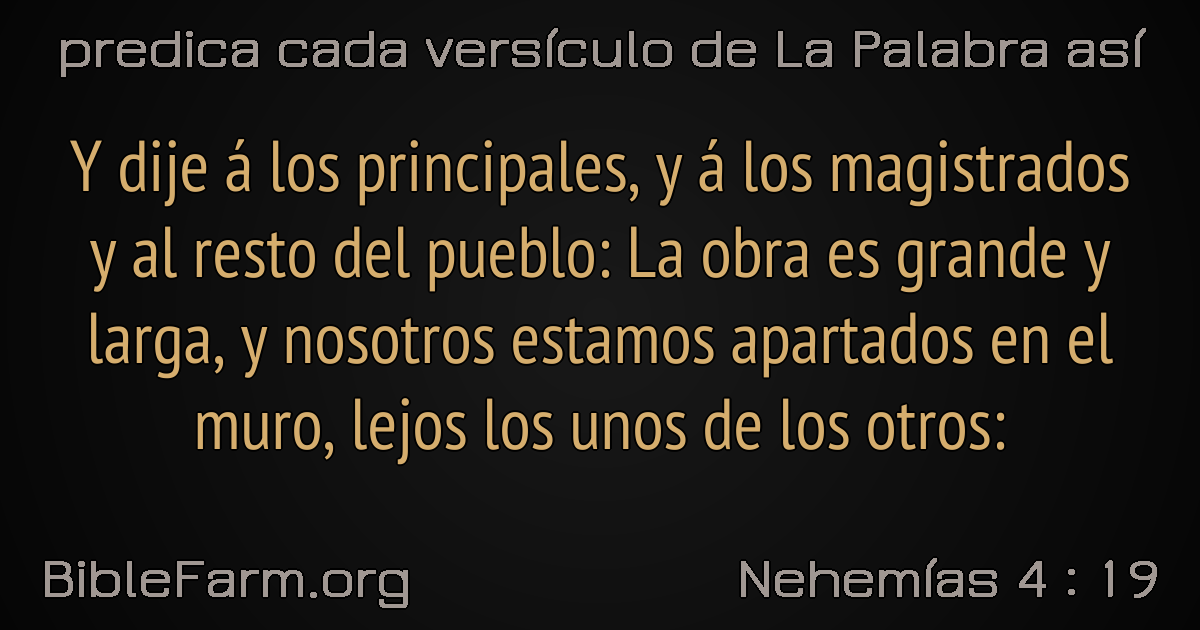 predica cada versículo de La Palabra así
Y dije á los principales, y á los magistrados
y al resto del pueblo: La obra es grande y
larga, y nosotros estamos apartados en el
muro, lejos los unos de los otros:
BibleFarm.org
Nehemías 4 : 19